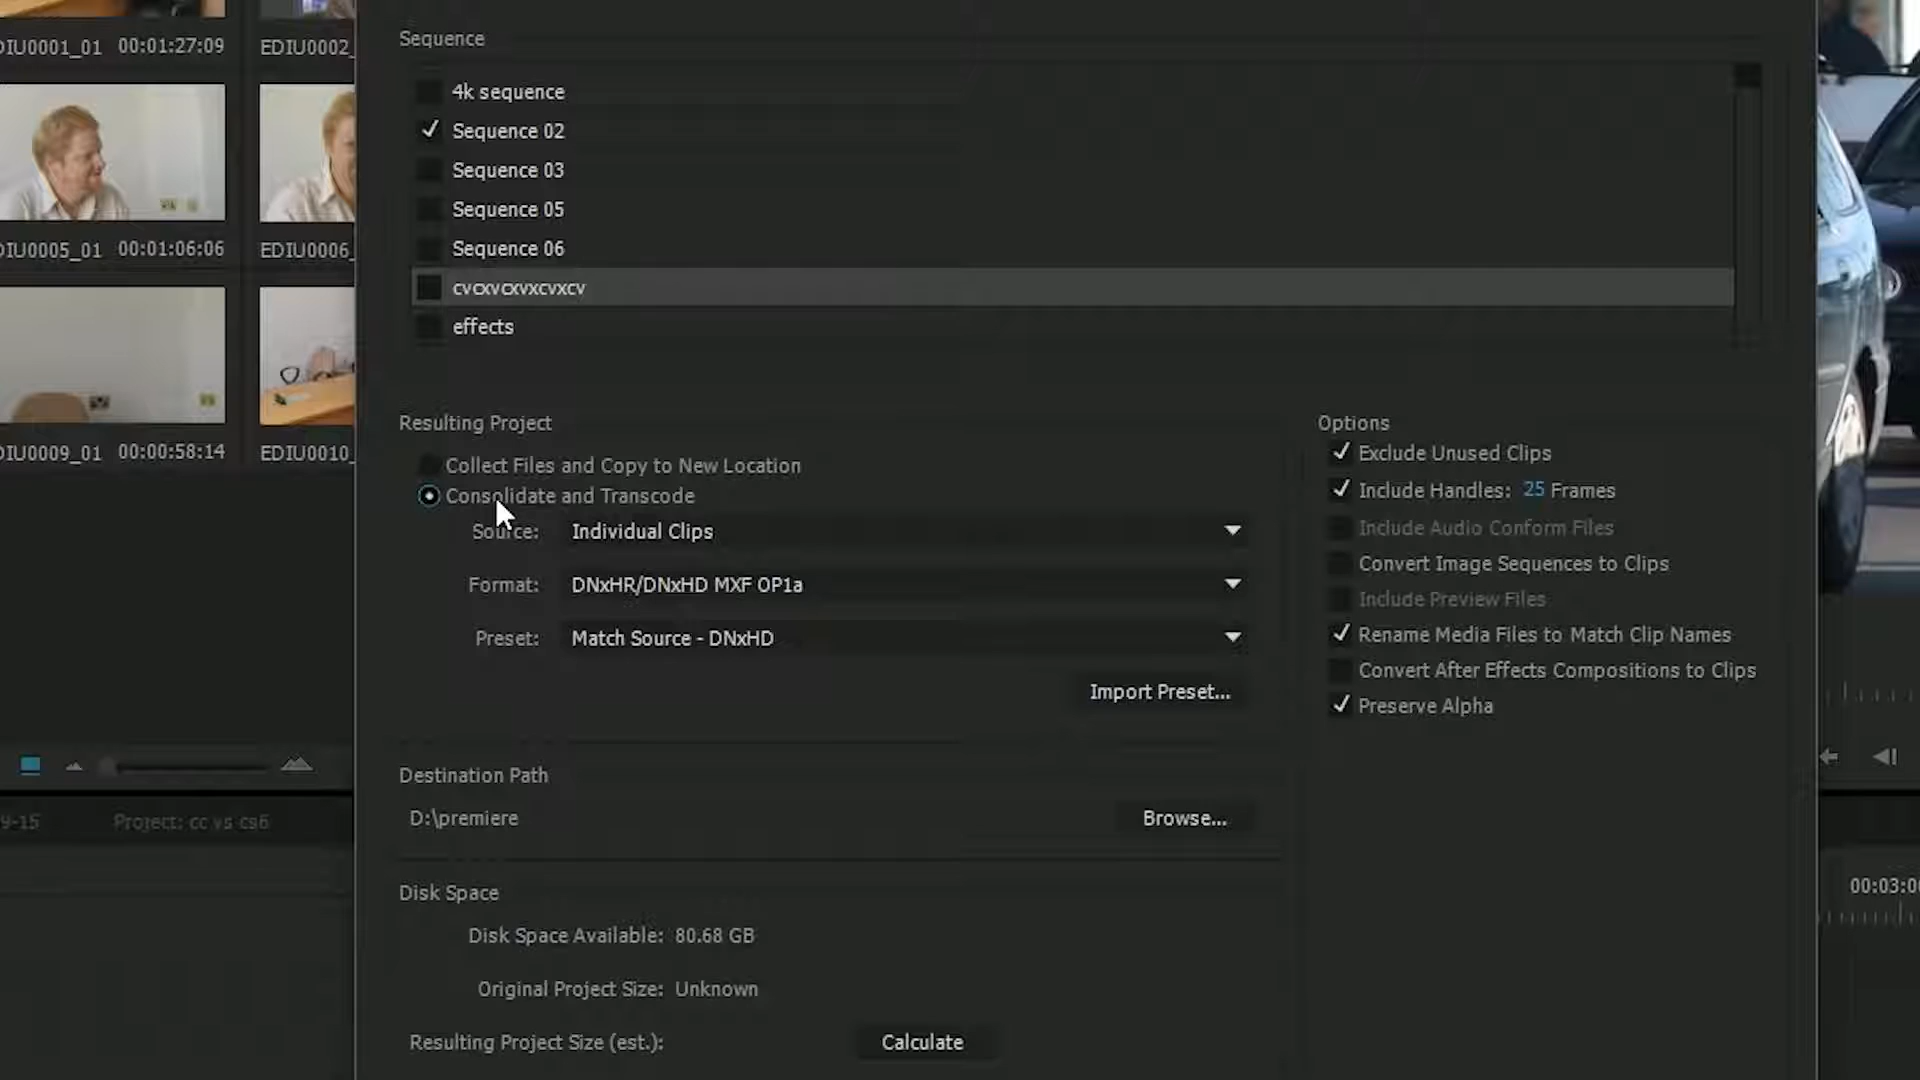 Sequence
4k sequence
Sequence 02
Sequence 03
Sequence 05
Sequence 06
cvcxvcxvxcvxcv
effects
DIU0001_01 00:01:27:09 EDIU0002_
DIU0005_01 00:01:06:06 EDIU0006_
DIU0009_01 00:00:58:14 EDIU0010_
Resulting Project
Collect Files and Copy to New Location
Consolidate and Transcode
Source: Individual Clips
Format: DNxHR/DNxHD MXF OP1a
Preset: Match Source - DNxHD
Import Preset...
Options
Exclude Unused Clips
Include Handles: 25 Frames
Include Audio Conform Files
Convert Image Sequences to Clips
Include Preview Files
Rename Media Files to Match Clip Names
Convert After Effects Compositions to Clips
Preserve Alpha
Destination Path
D:\premiere
Browse...
9-15 Project: cc vs cs6
Disk Space
Disk Space Available: 80.68 GB
Original Project Size: Unknown
Resulting Project Size (est.): Calculate
00:03:0